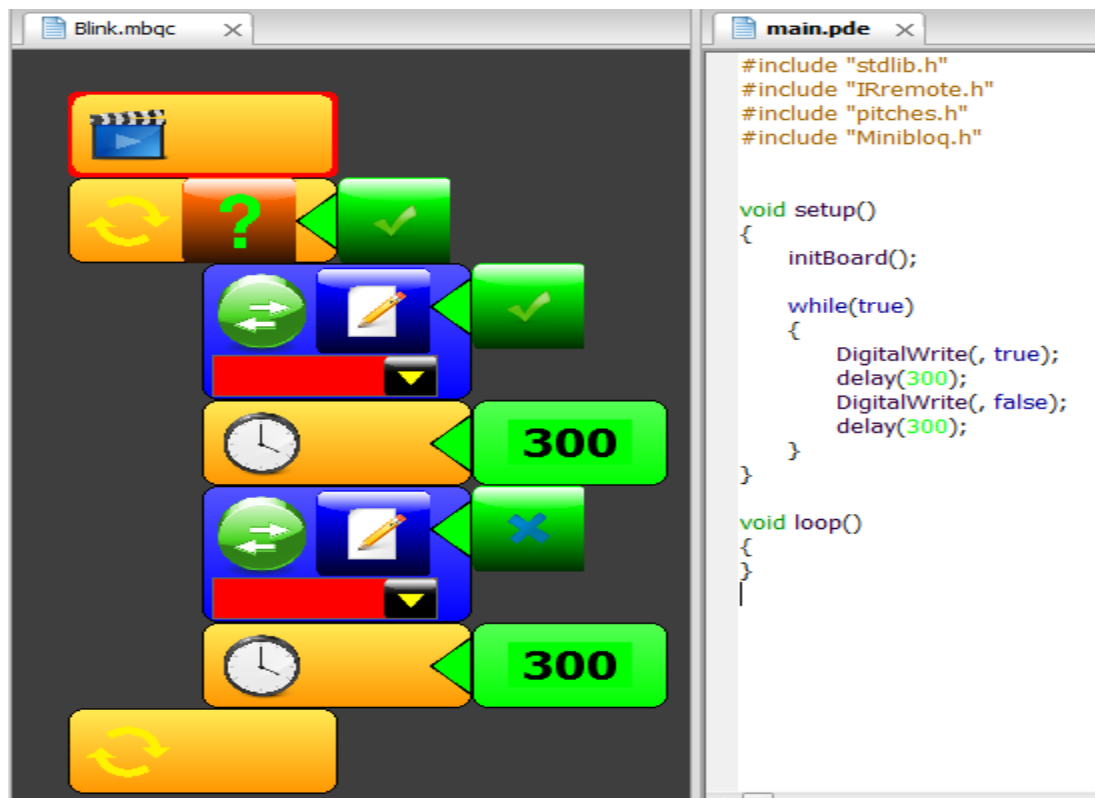 Blink.mbqc
300
300
main.pde
#include "stdlib.h"
#include "IRremote.h"
#include "pitches.h"
#include "Minibloq.h"
void setup()
{
initBoard();
while(true)
{
DigitalWrite(, true);
delay(300);
DigitalWrite(, false);
delay(300);
}
}
void loop()
{
}